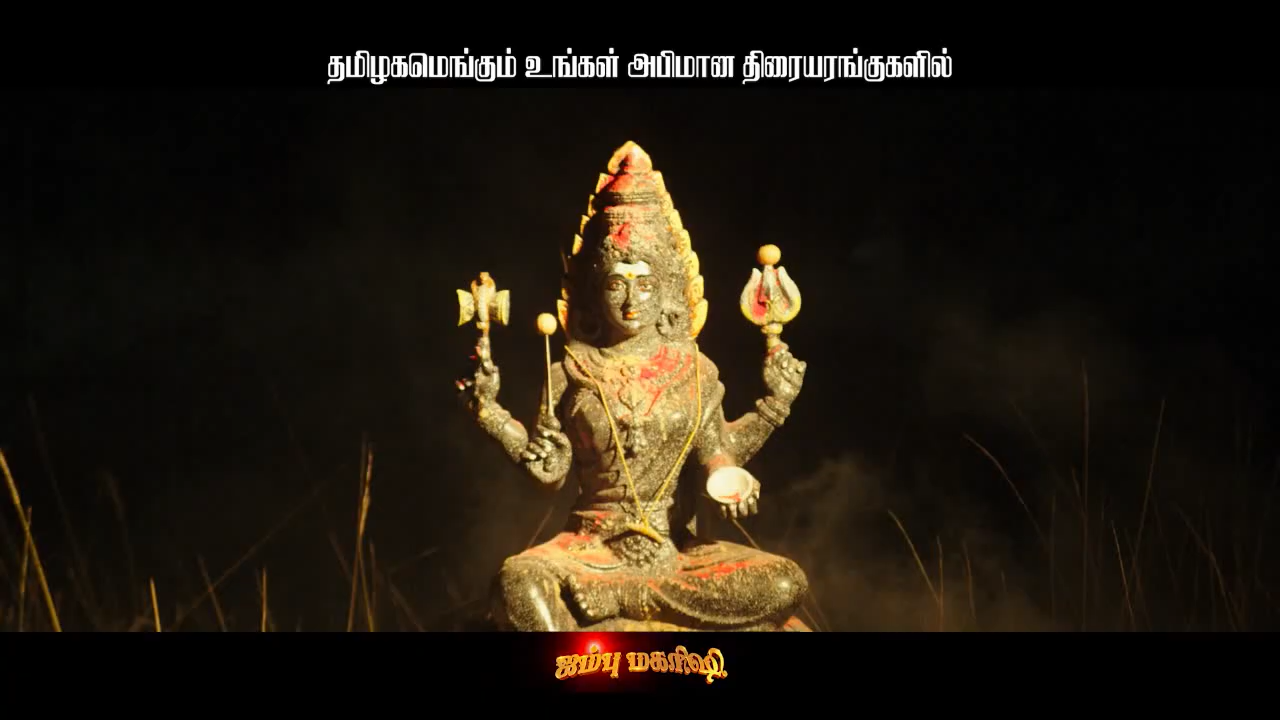 தமிழகமெங்கும் உங்கள் அபிமான திரையரங்குகளில்
ஜம்பு மகரிஷி